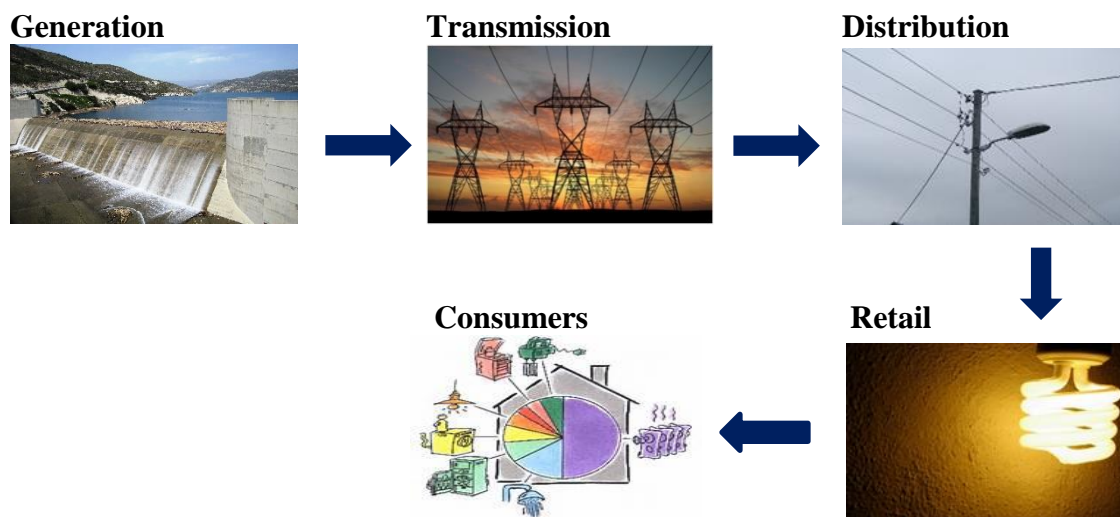 Generation
Transmission
Distribution
Retail
Consumers